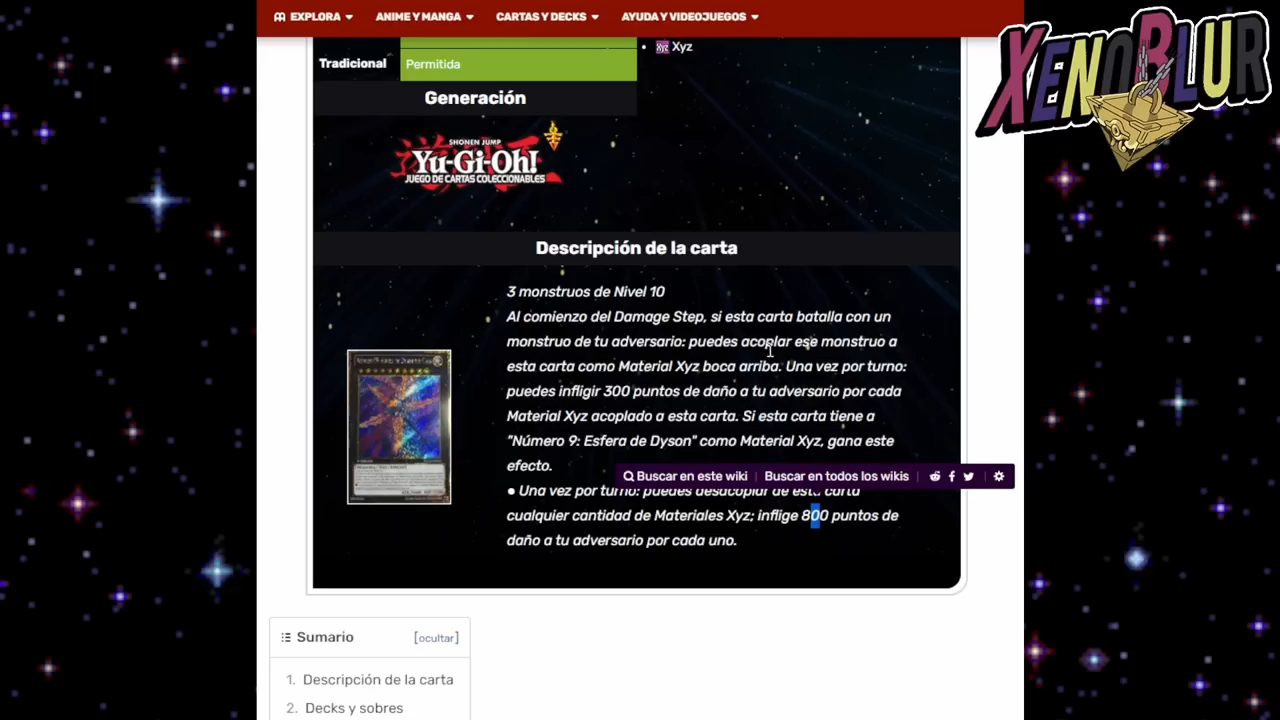 EXPLORA
ANIME Y MANGA
CARTAS Y DECKS
AYUDA Y VIDEOJUEGOS
XENOBLUR
Tradicional
Permitida
Xyz Xyz
Generación
SHONEN JUMP
Yu-Gi-Oh!
JUEGO DE CARTAS COLECCIONABLES
Descripción de la carta
3 monstruos de Nivel 10
Al comienzo del Damage Step, si esta carta batalla con un
monstruo de tu adversario: puedes acoplar ese monstruo a
esta carta como Material Xyz boca arriba. Una vez por turno:
puedes infligir 300 puntos de daño a tu adversario por cada
Material Xyz acoplado a esta carta. Si esta carta tiene a
"Número 9: Esfera de Dyson" como Material Xyz, gana este
efecto.
Buscar en este wiki
Buscar en todos los wikis
● Una vez por turno: puedes desacoplar de esta carta
cualquier cantidad de Materiales Xyz; inflige 800 puntos de
daño a tu adversario por cada uno.
Sumario
[ocultar]
1. Descripción de la carta
2. Decks y sobres